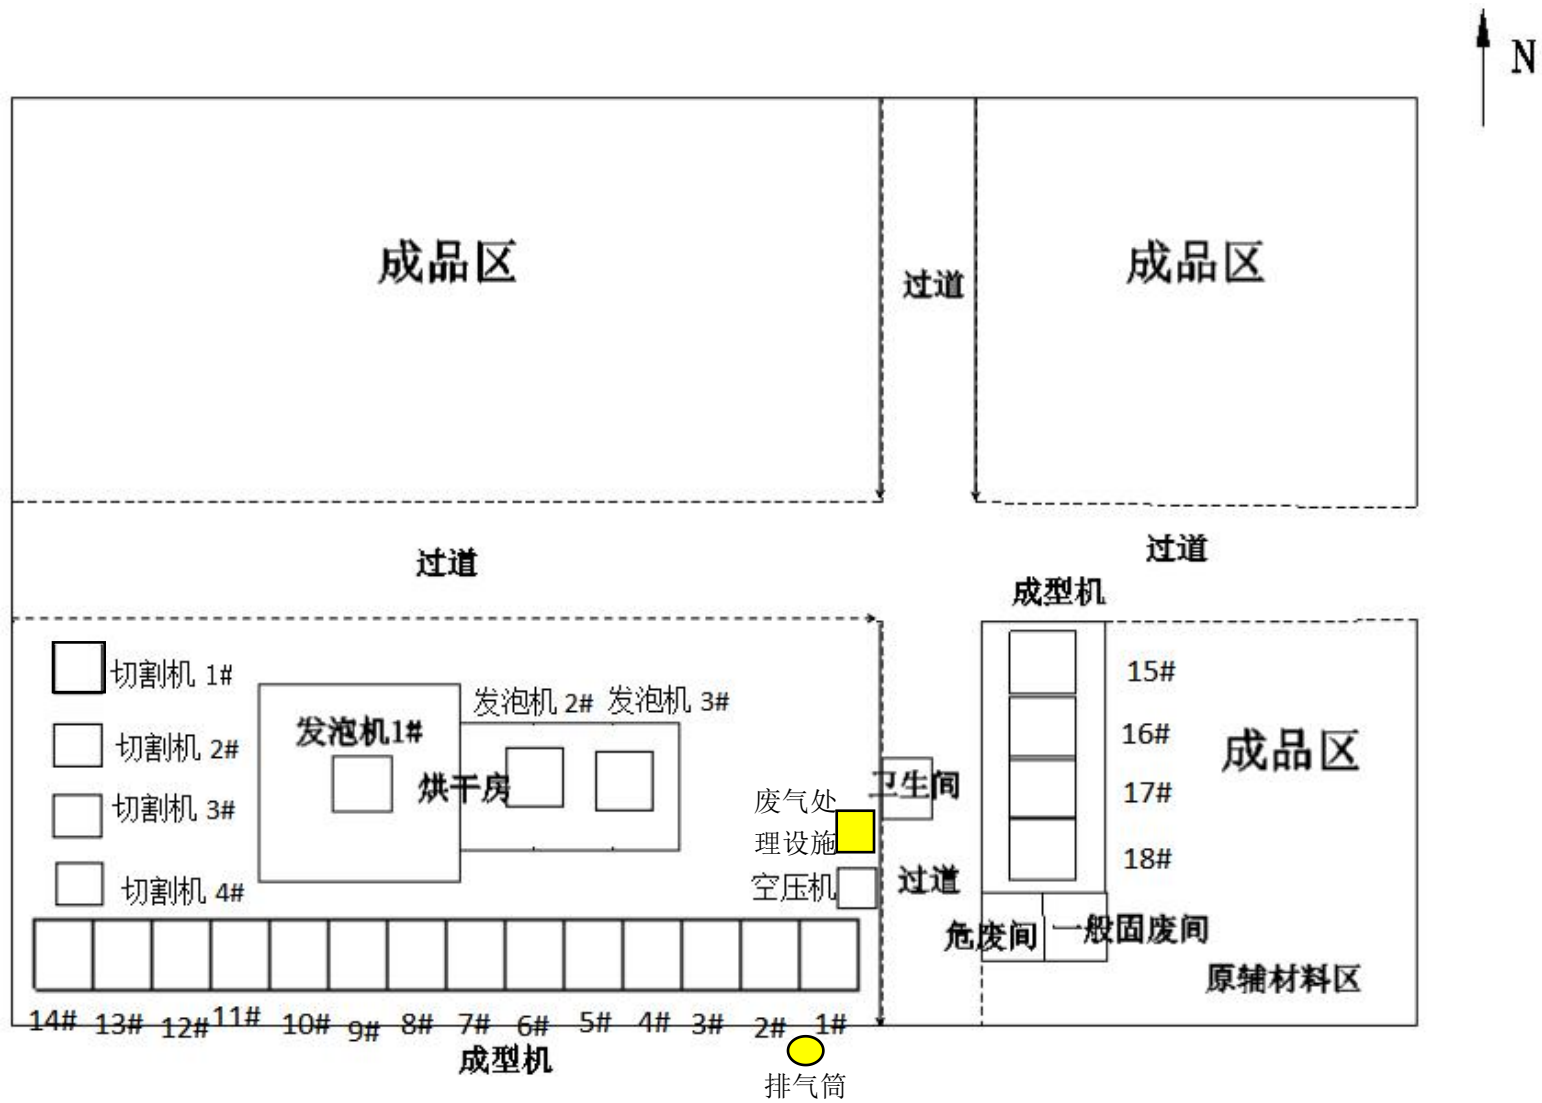 N
成品区
成品区
过道
过道
过道
成型机
切割机 1#
发泡机 2#
发泡机 3#
15#
发泡机1#
切割机 2#
16#
成品区
烘干房
卫生间
切割机 3#
废气处
理设施
17#
18#
切割机 4#
空压机
过道
危废间
一般固废间
原辅材料区
14#
13#
12#
11#
10#
9#
8#
7#
6#
5#
4#
3#
2#
1#
成型机
排气筒